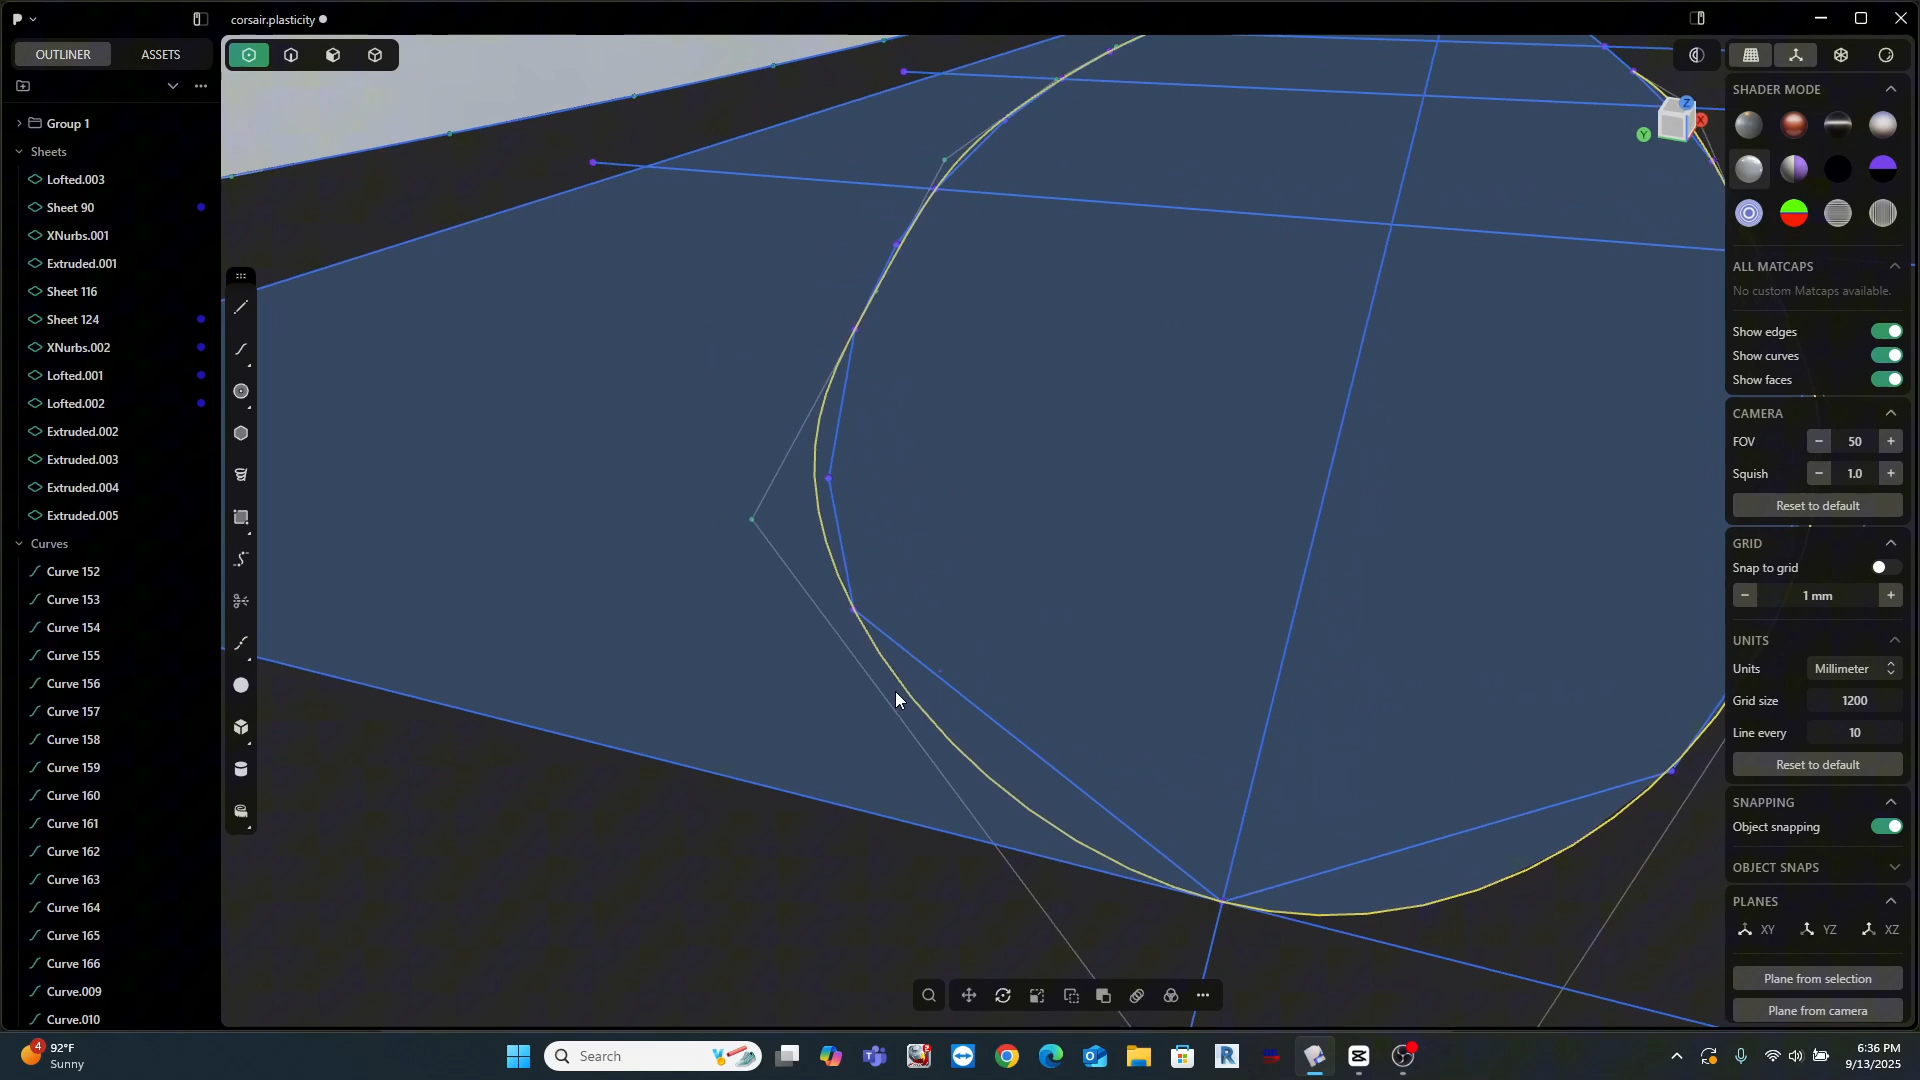 corsair.plasticity
OUTLINER
ASSETS
Group 1
Sheets
Lofted.003
Sheet 90
XNurbs.001
Extruded.001
Sheet 116
Sheet 124
XNurbs.002
Lofted.001
Lofted.002
Extruded.002
Extruded.003
Extruded.004
Extruded.005
Curves
Curve 152
Curve 153
Curve 154
Curve 155
Curve 156
Curve 157
Curve 158
Curve 159
Curve 160
Curve 161
Curve 162
Curve 163
Curve 164
Curve 165
Curve 166
Curve.009
Curve.010
Z
X
Y
SHADER MODE
ALL MATCAPS
No custom Matcaps available.
Show edges
Show curves
Show faces
CAMERA
FOV
50
Squish
1.0
Reset to default
GRID
Snap to grid
1 mm
UNITS
Units
Millimeter
Grid size
1200
Line every
10
Reset to default
SNAPPING
Object snapping
OBJECT SNAPS
PLANES
XY
YZ
XZ
Plane from selection
Plane from camera
4
92°F
Sunny
Search
R
6:36 PM
9/13/2025